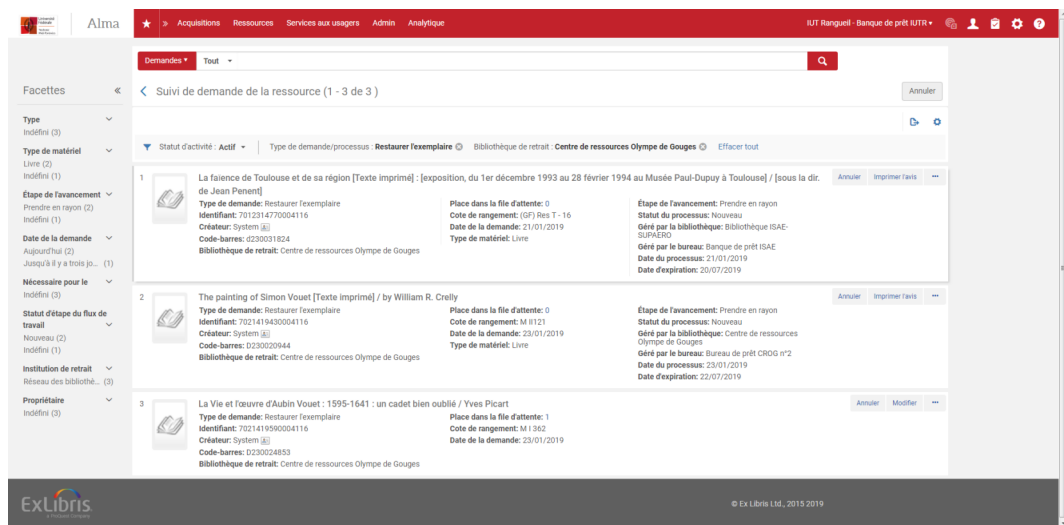 Alma
» Acquisitions Ressources Services aux usagers Admin Analytique
IUT Rangueil - Banque de prêt IUTR
Demandes Tout
Facettes «
Suivi de demande de la ressource (1 - 3 de 3 )
Annuler
Type
Indéfini (3)
Type de matériel
Livre (2)
Indéfini (1)
Étape de l'avancement
Prendre en rayon (2)
Indéfini (1)
Date de la demande
Aujourd'hui (2)
Jusqu'à il y a trois jo... (1)
Nécessaire pour le
Indéfini (3)
Statut d'étape du flux de
travail
Nouveau (2)
Indéfini (1)
Institution de retrait
Réseau des bibliothè... (3)
Propriétaire
Indéfini (3)
Statut d'activité : Actif Type de demande/processus : Restaurer l'exemplaire Bibliothèque de retrait : Centre de ressources Olympe de Gouges Effacer tout
1
La faïence de Toulouse et de sa région [Texte imprimé] : [exposition, du 1er décembre 1993 au 28 février 1994 au Musée Paul-Dupuy à Toulouse] / [sous la dir.
de Jean Penent]
Annuler Imprimer l'avis ···
Type de demande: Restaurer l'exemplaire
Identifiant: 7012314770004116
Créateur: System
Code-barres: d230031824
Bibliothèque de retrait: Centre de ressources Olympe de Gouges
Place dans la file d'attente: 0
Cote de rangement: (GF) Res T - 16
Date de la demande: 21/01/2019
Type de matériel: Livre
Étape de l'avancement: Prendre en rayon
Statut du processus: Nouveau
Géré par la bibliothèque: Bibliothèque ISAE-
SUPAERO
Géré par le bureau: Banque de prêt ISAE
Date du processus: 21/01/2019
Date d'expiration: 20/07/2019
2
The painting of Simon Vouet [Texte imprimé] / by William R. Crelly
Annuler Imprimer l'avis ···
Type de demande: Restaurer l'exemplaire
Identifiant: 7021419430004116
Créateur: System
Code-barres: D230020944
Bibliothèque de retrait: Centre de ressources Olympe de Gouges
Place dans la file d'attente: 0
Cote de rangement: M II121
Date de la demande: 23/01/2019
Type de matériel: Livre
Étape de l'avancement: Prendre en rayon
Statut du processus: Nouveau
Géré par la bibliothèque: Centre de ressources
Olympe de Gouges
Géré par le bureau: Bureau de prêt CROG n°2
Date du processus: 23/01/2019
Date d'expiration: 22/07/2019
3
La Vie et l'œuvre d'Aubin Vouet : 1595-1641 : un cadet bien oublié / Yves Picart
Annuler Modifier ···
Type de demande: Restaurer l'exemplaire
Identifiant: 7021419590004116
Créateur: System
Code-barres: D230024853
Bibliothèque de retrait: Centre de ressources Olympe de Gouges
Place dans la file d'attente: 1
Cote de rangement: M I 362
Date de la demande: 23/01/2019
ExLibris
© Ex Libris Ltd., 2015 2019